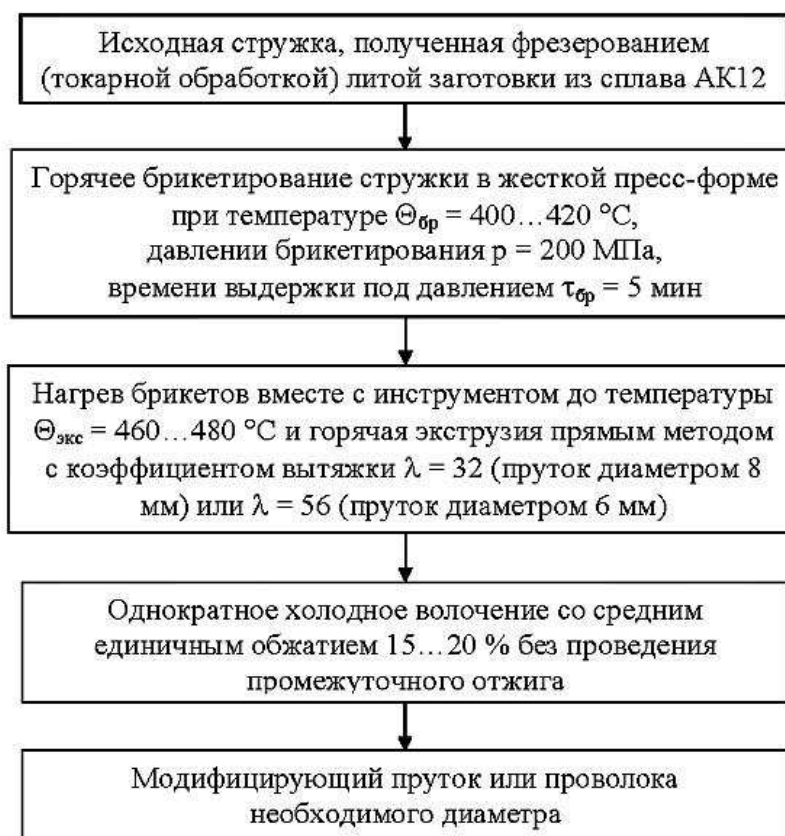 Исходная стружка, полученная фрезерованием
(токарной обработкой) литой заготовки из сплава АК12
Горячее брикетирование стружки в жесткой пресс-форме
при температуре Θбр = 400…420 °С,
давлении брикетирования р = 200 МПа,
времени выдержки под давлением τбр = 5 мин
Нагрев брикетов вместе с инструментом до температуры
Θэкс = 460…480 °С и горячая экструзия прямым методом
с коэффициентом вытяжки λ = 32 (пруток диаметром 8
мм) или λ = 56 (пруток диаметром 6 мм)
Однократное холодное волочение со средним
единичным обжатием 15…20 % без проведения
промежуточного отжига
Модифицирующий пруток или проволока
необходимого диаметра